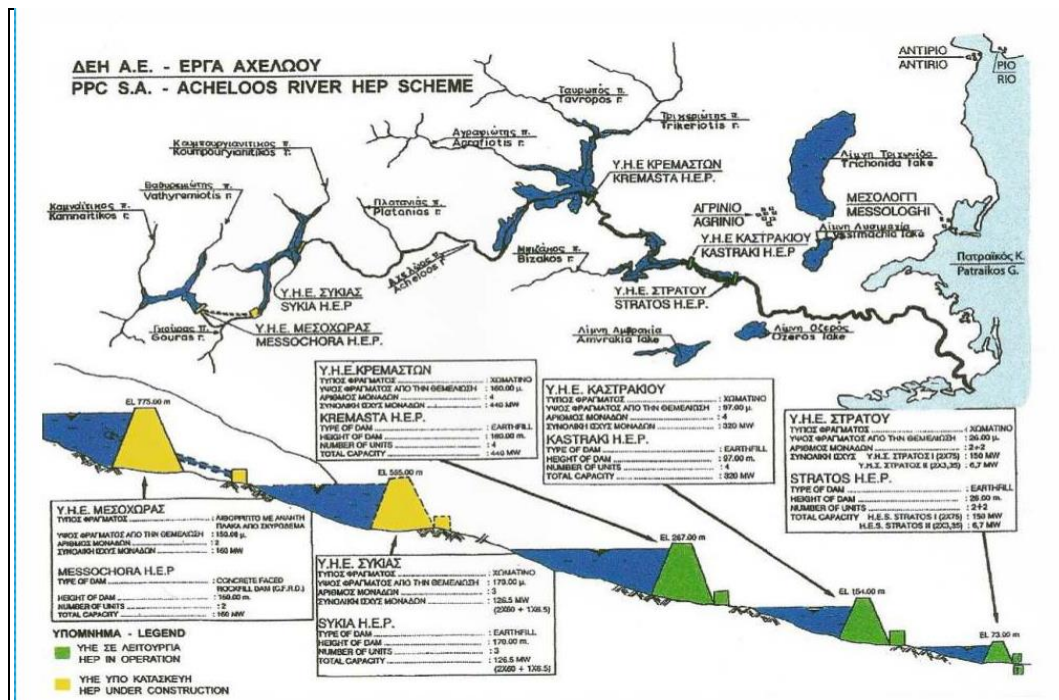 ΔΕΗ Α.Ε. - ΕΡΓΑ ΑΧΕΛΩΟΥ
PPC S.A. - ACHELOOS RIVER HEP SCHEME
ΑΝΤΙΡΙΟ
ANTIRIO
ΡΙΟ
RIO
Ταυρωπός π.
Tavropos r.
Τρικεριώτης π.
Trikeriotis r.
Αγραφιώτης π.
Agrafiotis r.
Κουμπουργιανίτικος π.
Koumpouryianitikos r.
Βαθυρεμιώτης π.
Vathyremiotis r.
Καμναΐτικος π.
Kamnaitikos r.
Πλατανιάς π.
Platanias r.
Αχελώος π.
Acheloos r.
Γκούρας π.
Gouras r.
Μπιζάκος π.
Bizakos r.
Υ.Η.Ε ΚΡΕΜΑΣΤΩΝ
KREMASTA H.E.P.
Λίμνη Τριχωνίδα
Trichonida lake
ΑΓΡΙΝΙΟ
AGRINIO
ΜΕΣΟΛΟΓΓΙ
MESSOLOGHI
Λίμνη Λυσιμαχία
Lyssimachia lake
Υ.Η.Ε ΚΑΣΤΡΑΚΙΟΥ
KASTRAKI H.E.P
Πατραϊκός Κ.
Patraikos G.
Υ.Η.Ε. ΣΤΡΑΤΟΥ
STRATOS H.E.P.
Υ.Η.Ε. ΣΥΚΙΑΣ
SYKIA H.E.P
Υ.Η.Ε. ΜΕΣΟΧΩΡΑΣ
MESSOCHORA H.E.P.
Λίμνη Αμβρακία
Amvrakia lake
Λίμνη Οζερός
Ozeros lake
EL 775.00 m
Υ.Η.Ε.ΚΡΕΜΑΣΤΩΝ
ΤΥΠΟΣ ΦΡΑΓΜΑΤΟΣ : ΧΩΜΑΤΙΝΟ
ΥΨΟΣ ΦΡΑΓΜΑΤΟΣ ΑΠΟ ΤΗΝ ΘΕΜΕΛΙΩΣΗ : 160.00 μ.
ΑΡΙΘΜΟΣ ΜΟΝΑΔΩΝ : 4
ΣΥΝΟΛΙΚΗ ΙΣΧΥΣ ΜΟΝΑΔΩΝ : 440 MW
KREMASTA H.E.P.
TYPE OF DAM : EARTHFILL
HEIGHT OF DAM : 160.00 m.
NUMBER OF UNITS : 4
TOTAL CAPACITY : 440 MW
Υ.Η.Ε. ΚΑΣΤΡΑΚΙΟΥ
ΤΥΠΟΣ ΦΡΑΓΜΑΤΟΣ : ΧΩΜΑΤΙΝΟ
ΥΨΟΣ ΦΡΑΓΜΑΤΟΣ ΑΠΟ ΤΗΝ ΘΕΜΕΛΙΩΣΗ : 97.00 μ.
ΑΡΙΘΜΟΣ ΜΟΝΑΔΩΝ : 4
ΣΥΝΟΛΙΚΗ ΙΣΧΥΣ ΜΟΝΑΔΩΝ : 320 MW
KASTRAKI H.E.P.
TYPE OF DAM : EARTHFILL
HEIGHT OF DAM : 97.00 m.
NUMBER OF UNITS : 4
TOTAL CAPACITY : 320 MW
Υ.Η.Ε. ΣΤΡΑΤΟΥ
ΤΥΠΟΣ ΦΡΑΓΜΑΤΟΣ : ΧΩΜΑΤΙΝΟ
ΥΨΟΣ ΦΡΑΓΜΑΤΟΣ ΑΠΟ ΤΗΝ ΘΕΜΕΛΙΩΣΗ : 26.00 μ.
ΑΡΙΘΜΟΣ ΜΟΝΑΔΩΝ : 2+2
ΣΥΝΟΛΙΚΗ ΙΣΧΥΣ Υ.Η.Σ. ΣΤΡΑΤΟΣ I (2X75) : 150 MW
Υ.Η.Σ. ΣΤΡΑΤΟΣ II (2X3,35) : 6,7 MW
STRATOS H.E.P.
TYPE OF DAM : EARTHFILL
HEIGHT OF DAM : 26.00 m.
NUMBER OF UNITS : 2+2
TOTAL CAPACITY H.E.S. STRATOS I (2X75) : 150 MW
H.E.S. STRATOS II (2X3,35) : 6,7 MW
EL 555.00 m
Υ.Η.Ε. ΜΕΣΟΧΩΡΑΣ
ΤΥΠΟΣ ΦΡΑΓΜΑΤΟΣ : ΛΙΘΟΡΡΙΠΤΟ ΜΕ ΑΝΑΝΤΗ
ΠΛΑΚΑ ΑΠΟ ΣΚΥΡΟΔΕΜΑ
ΥΨΟΣ ΦΡΑΓΜΑΤΟΣ ΑΠΟ ΤΗΝ ΘΕΜΕΛΙΩΣΗ : 150.00 μ.
ΑΡΙΘΜΟΣ ΜΟΝΑΔΩΝ : 2
ΣΥΝΟΛΙΚΗ ΙΣΧΥΣ ΜΟΝΑΔΩΝ : 160 MW
MESSOCHORA H.E.P
TYPE OF DAM : CONCRETE FACED
ROCKFILL DAM (C.F.R.D.)
HEIGHT OF DAM : 150.00 m.
NUMBER OF UNITS : 2
TOTAL CAPACITY : 160 MW
Υ.Η.Ε. ΣΥΚΙΑΣ
ΤΥΠΟΣ ΦΡΑΓΜΑΤΟΣ : ΧΩΜΑΤΙΝΟ
ΥΨΟΣ ΦΡΑΓΜΑΤΟΣ ΑΠΟ ΤΗΝ ΘΕΜΕΛΙΩΣΗ : 170.00 μ.
ΑΡΙΘΜΟΣ ΜΟΝΑΔΩΝ : 3
ΣΥΝΟΛΙΚΗ ΙΣΧΥΣ ΜΟΝΑΔΩΝ : 126.5 MW
(2X60 + 1X6.5)
SYKIA H.E.P.
TYPE OF DAM : EARTHFILL
HEIGHT OF DAM : 170.00 m.
NUMBER OF UNITS : 3
TOTAL CAPACITY : 126.5 MW
(2X60 + 1X6.5)
EL 267.00 m
EL 154.00 m
EL 73.00 m
ΥΠΟΜΝΗΜΑ - LEGEND
ΥΗΕ ΣΕ ΛΕΙΤΟΥΡΓΙΑ
HEP IN OPERATION
ΥΗΕ ΥΠΟ ΚΑΤΑΣΚΕΥΗ
HEP UNDER CONSTRUCTION